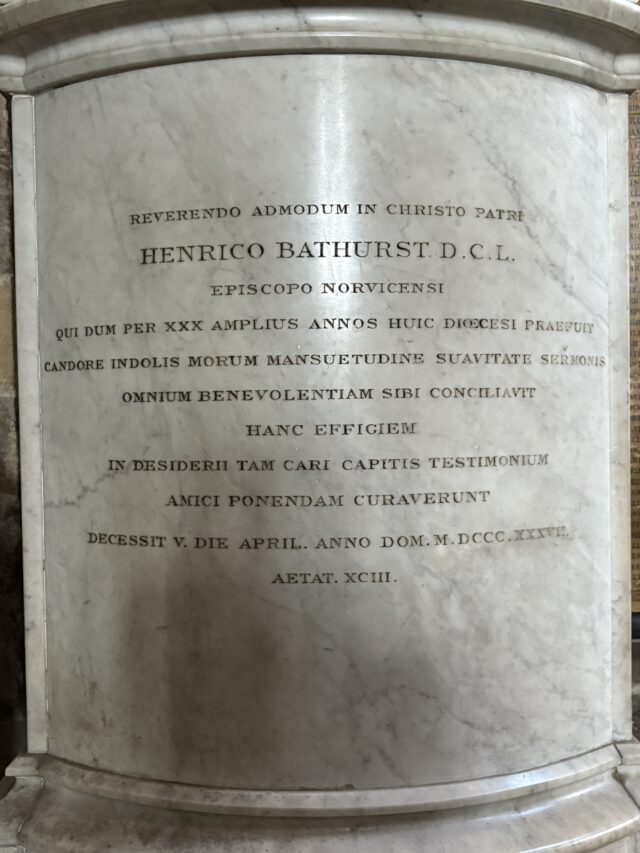 REVERENDO ADMODUM IN CHRISTO PATRI
HENRICO BATHURST D.C.L.
EPISCOPO NORVICENSI
QUI DUM PER XXX AMPLIUS ANNOS HUIC DIŒCESI PRAEFUIT
CANDORE INDOLIS MORUM MANSUETUDINE SUAVITATE SERMONIS
OMNIUM BENEVOLENTIAM SIBI CONCILIAVIT
HANC EFFIGIEM
IN DESIDERII TAM CARI CAPITIS TESTIMONIUM
AMICI PONENDAM CURAVERUNT
DECESSIT V. DIE APRIL. ANNO DOM. M.DCCC.XXXVII.
AETAT. XCIII.